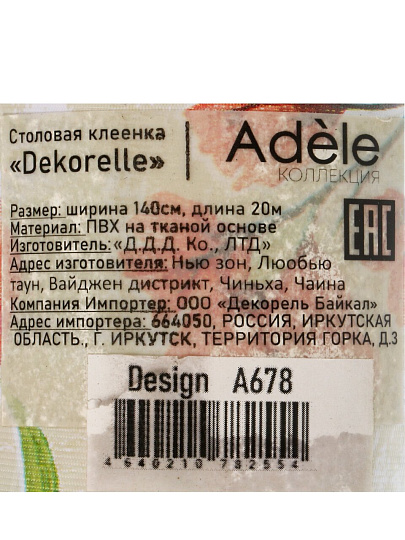 Столовая клеенка
«Dekorelle»
Adèle
КОЛЛЕКЦИЯ
Размер: ширина 140см, длина 20м
Материал: ПВХ на тканой основе
Изготовитель:«Д.Д.Д. Ко., ЛТД»
Адрес изготовителя: Нью зон, Люобью
таун, Вайджен дистрикт, Чиньха, Чаина
Компания Импортер: ООО «Декорель Байкал»
Адрес импортера: 664050, РОССИЯ, ИРКУТСКАЯ
ОБЛАСТЬ., Г. ИРКУТСК, ТЕРРИТОРИЯ ГОРКА, Д.3
EAC
Design A678
4 640210 782554